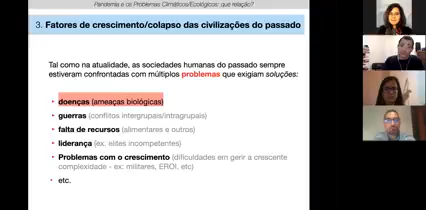 Pandemia e os Problemas Climáticos/Ecológicos: que relação?
3. Fatores de crescimento/colapso das civilizações do passado
Tal como na atualidade, as sociedades humanas do passado sempre
estiveram confrontadas com múltiplos problemas que exigiam soluções:
‣ doenças (ameaças biológicas)
‣ guerras (conflitos intergrupais/intragrupais)
‣ falta de recursos (alimentares e outros)
‣ liderança (ex. elites incompetentes)
‣ Problemas com o crescimento (dificuldades em gerir a crescente
complexidade - ex: militares, EROI, etc)
• etc.